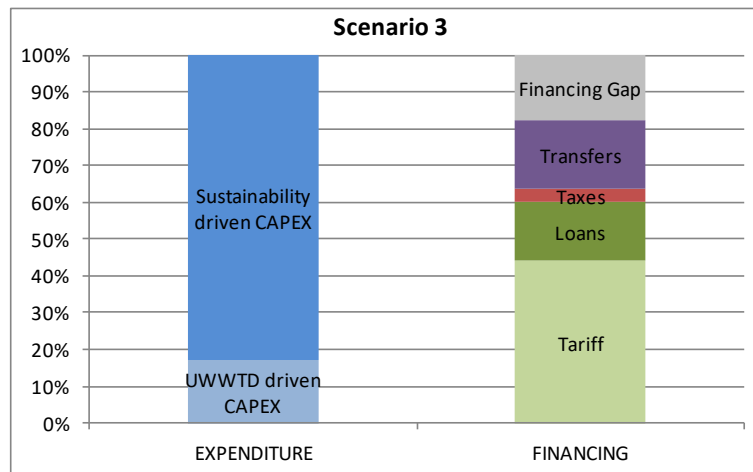 Scenario 3
100%
90%
80%
70%
60%
50%
40%
30%
20%
10%
0%
Sustainability
driven CAPEX
UWWTD driven
CAPEX
Financing Gap
Transfers
Taxes
Loans
Tariff
EXPENDITURE
FINANCING